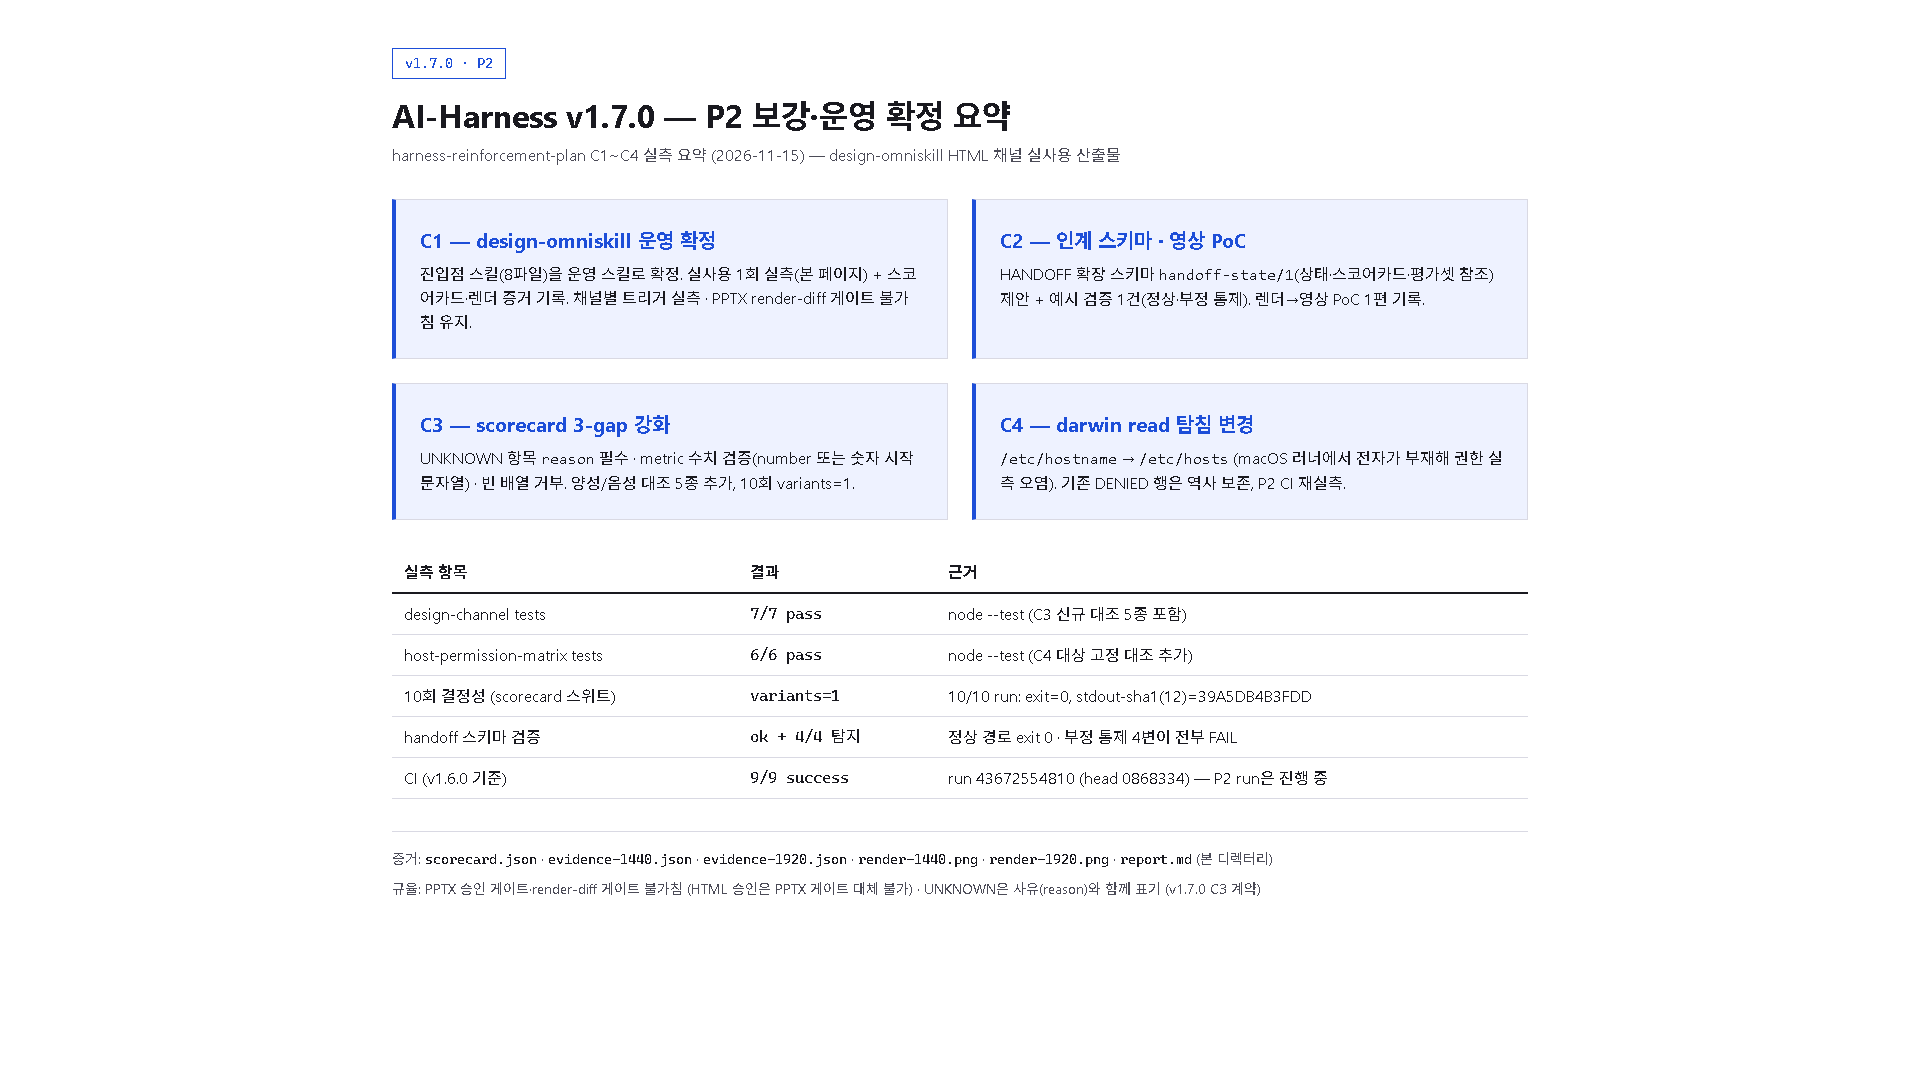 v1.7.0 · P2
AI-Harness v1.7.0 — P2 보강·운영 확정 요약
harness-reinforcement-plan C1~C4 실측 요약 (2026-11-15) — design-omniskill HTML 채널 실사용 산출물
C1 — design-omniskill 운영 확정
진입점 스킬(8파일)을 운영 스킬로 확정. 실사용 1회 실측(본 페이지) + 스코
어카드·렌더 증거 기록. 채널별 트리거 실측 · PPTX render-diff 게이트 불가
침 유지.
C2 — 인계 스키마 · 영상 PoC
HANDOFF 확장 스키마 handoff-state/1(상태·스코어카드·평가셋 참조)
제안 + 예시 검증 1건(정상·부정 통제). 렌더→영상 PoC 1편 기록.
C3 — scorecard 3-gap 강화
UNKNOWN 항목 reason 필수 · metric 수치 검증(number 또는 숫자 시작
문자열) · 빈 배열 거부. 양성/음성 대조 5종 추가, 10회 variants=1.
C4 — darwin read 탐침 변경
/etc/hostname → /etc/hosts (macOS 러너에서 전자가 부재해 권한 실
측 오염). 기존 DENIED 행은 역사 보존, P2 CI 재실측.
실측 항목 결과 근거
design-channel tests 7/7 pass node --test (C3 신규 대조 5종 포함)
host-permission-matrix tests 6/6 pass node --test (C4 대상 고정 대조 추가)
10회 결정성 (scorecard 스위트) variants=1 10/10 run: exit=0, stdout-sha1(12)=39A5DB4B3FDD
handoff 스키마 검증 ok + 4/4 탐지 정상 경로 exit 0 · 부정 통제 4변이 전부 FAIL
CI (v1.6.0 기준) 9/9 success run 43672554810 (head 0868334) — P2 run은 진행 중
증거: scorecard.json · evidence-1440.json · evidence-1920.json · render-1440.png · render-1920.png · report.md (본 디렉터리)
규율: PPTX 승인 게이트·render-diff 게이트 불가침 (HTML 승인은 PPTX 게이트 대체 불가) · UNKNOWN은 사유(reason)와 함께 표기 (v1.7.0 C3 계약)